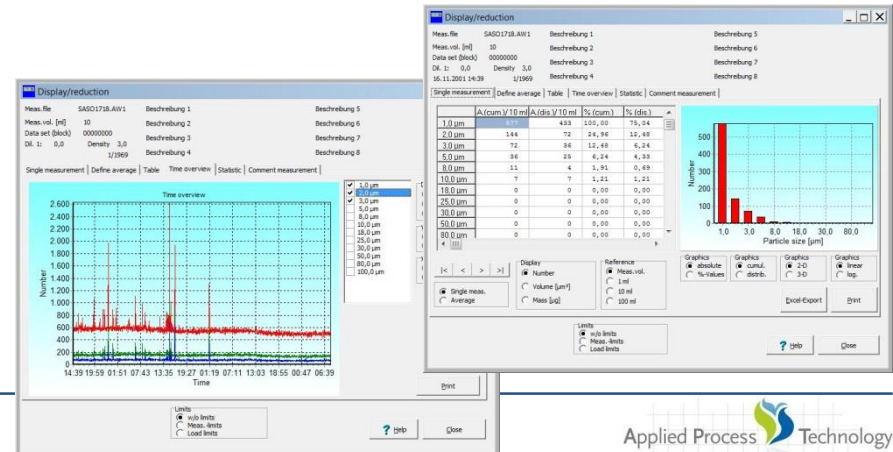 Display/reduction
Meas. file SASO1718.AW1 Beschreibung 1 Beschreibung 5
Meas.vol. [ml] 10 Beschreibung 2 Beschreibung 6
Data set (block) 00000000 Beschreibung 3 Beschreibung 7
Dil. 1: 0,0 Density 3,0
16.11.2001 14:39 1/1969 Beschreibung 4 Beschreibung 8
Single measurement Define average Table Time overview Statistic Comment measurement
A.(cum.)/10 ml A.(dis.)/10 ml % (cum.) % (dis.)
1,0 µm 577 433 100,00 75,04
2,0 µm 144 72 24,96 12,48
3,0 µm 72 36 12,48 6,24
5,0 µm 36 25 6,24 4,33
8,0 µm 11 4 1,91 0,69
10,0 µm 7 7 1,21 1,21
18,0 µm 0 0 0,00 0,00
25,0 µm 0 0 0,00 0,00
30,0 µm 0 0 0,00 0,00
50,0 µm 0 0 0,00 0,00
80,0 µm 0 0 0,00 0,00
500
400
300
200
100
0
Number
1,0 3,0 8,0 18,0 30,0 80,0
Particle size [µm]
|< < > >|
Single meas.
Average
Display
Number
Volume [µm³]
Mass [µg]
Reference
Meas.vol.
1 ml
10 ml
100 ml
Graphics
absolute
%-Values
Graphics
cumul.
distrib.
Graphics
2-D
3-D
Graphics
linear
log.
Excel-Export Print
Limits
w/o limits
Meas. -limits
Load limits
? Help Close
Display/reduction
Meas. file SASO1718.AW1 Beschreibung 1 Beschreibung 5
Meas.vol. [ml] 10 Beschreibung 2 Beschreibung 6
Data set (block) 00000000 Beschreibung 3 Beschreibung 7
Dil. 1: 0,0 Density 3,0
1/1969 Beschreibung 4 Beschreibung 8
Single measurement Define average Table Time overview Statistic Comment measurement
Time overview
2.600
2.400
2.200
2.000
1.800
1.600
1.400
1.200
1.000
800
600
400
200
0
Number
14:39 19:59 01:51 07:43 13:35 19:27 01:19 07:11 13:03 18:55 00:47 06:39
Time
1,0 µm
2,0 µm
3,0 µm
5,0 µm
8,0 µm
10,0 µm
18,0 µm
25,0 µm
30,0 µm
50,0 µm
80,0 µm
100,0 µm
Print
Limits
w/o limits
Meas. -limits
Load limits
? Help Close
Applied Process Technology